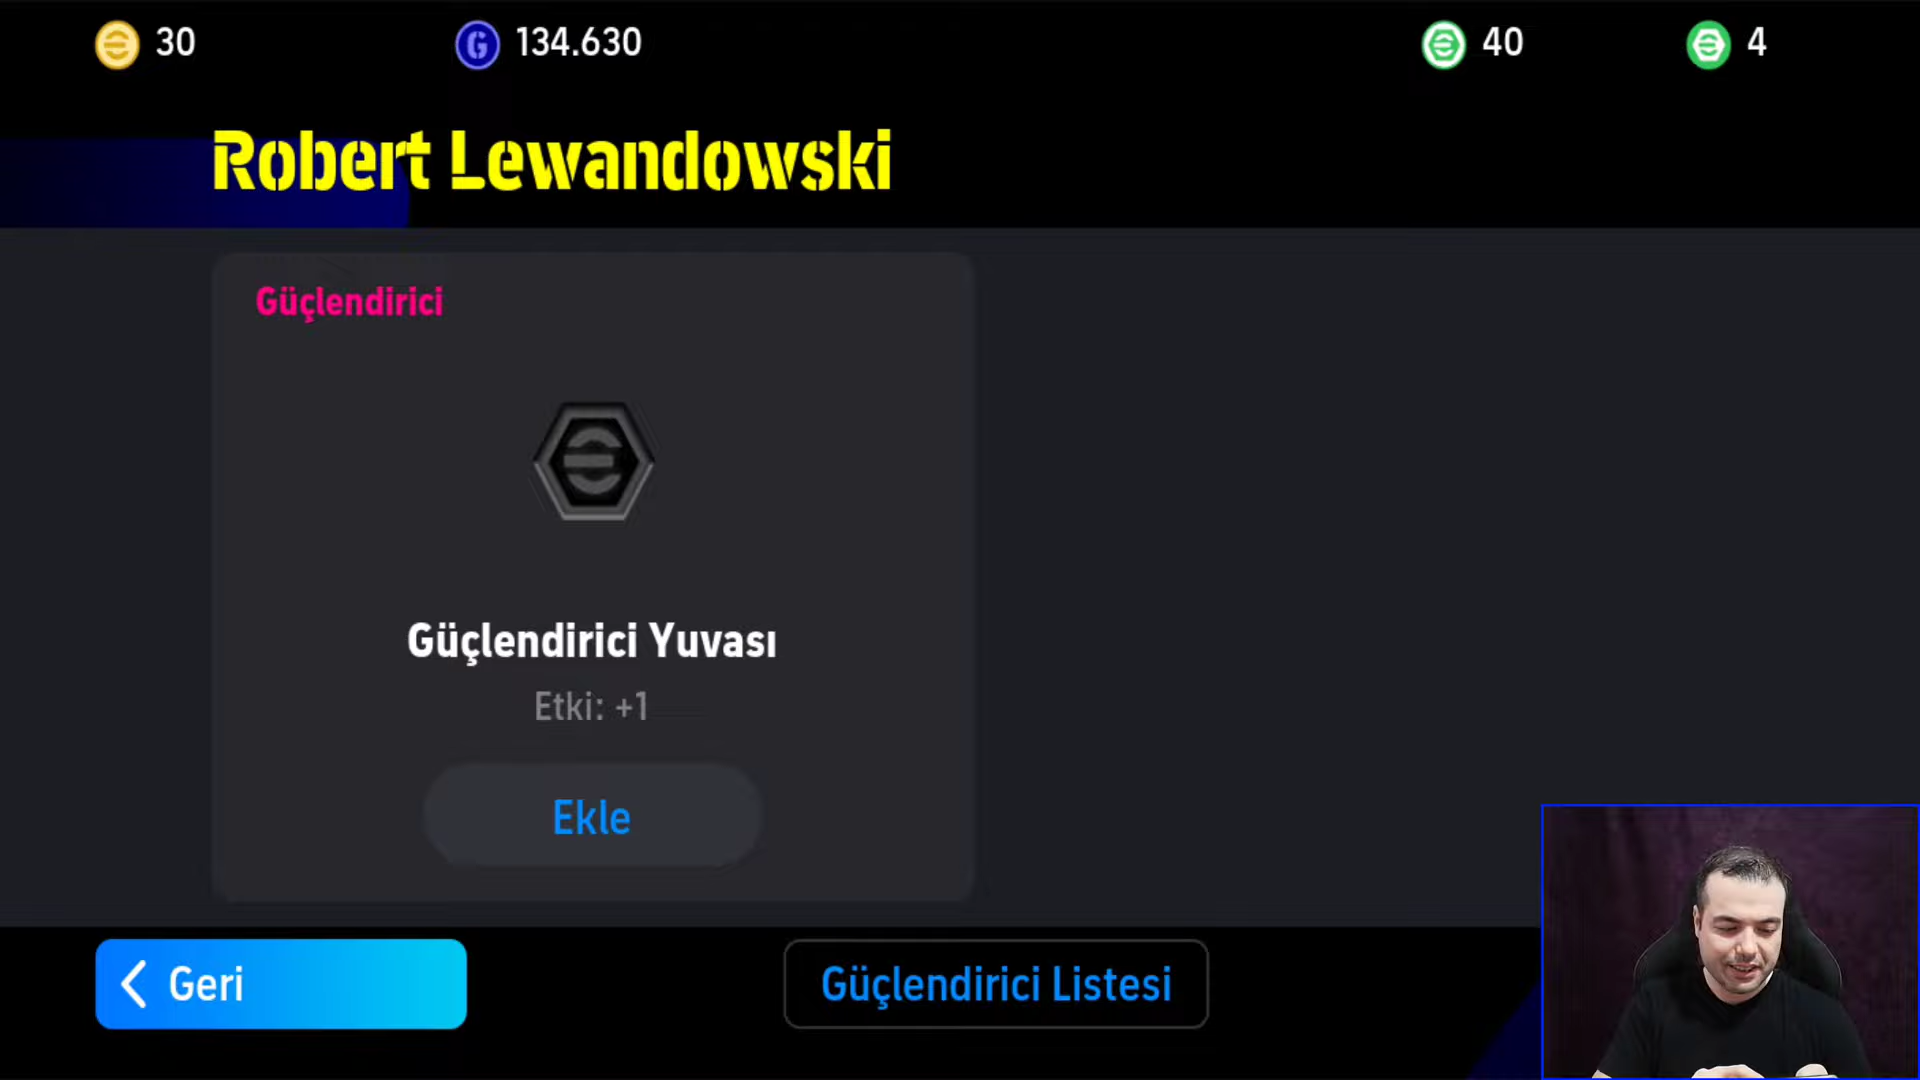 30
134.630
40
4
Robert Lewandowski
Güçlendirici
Güçlendirici Yuvası
Etki: +1
Ekle
Geri
Güçlendirici Listesi